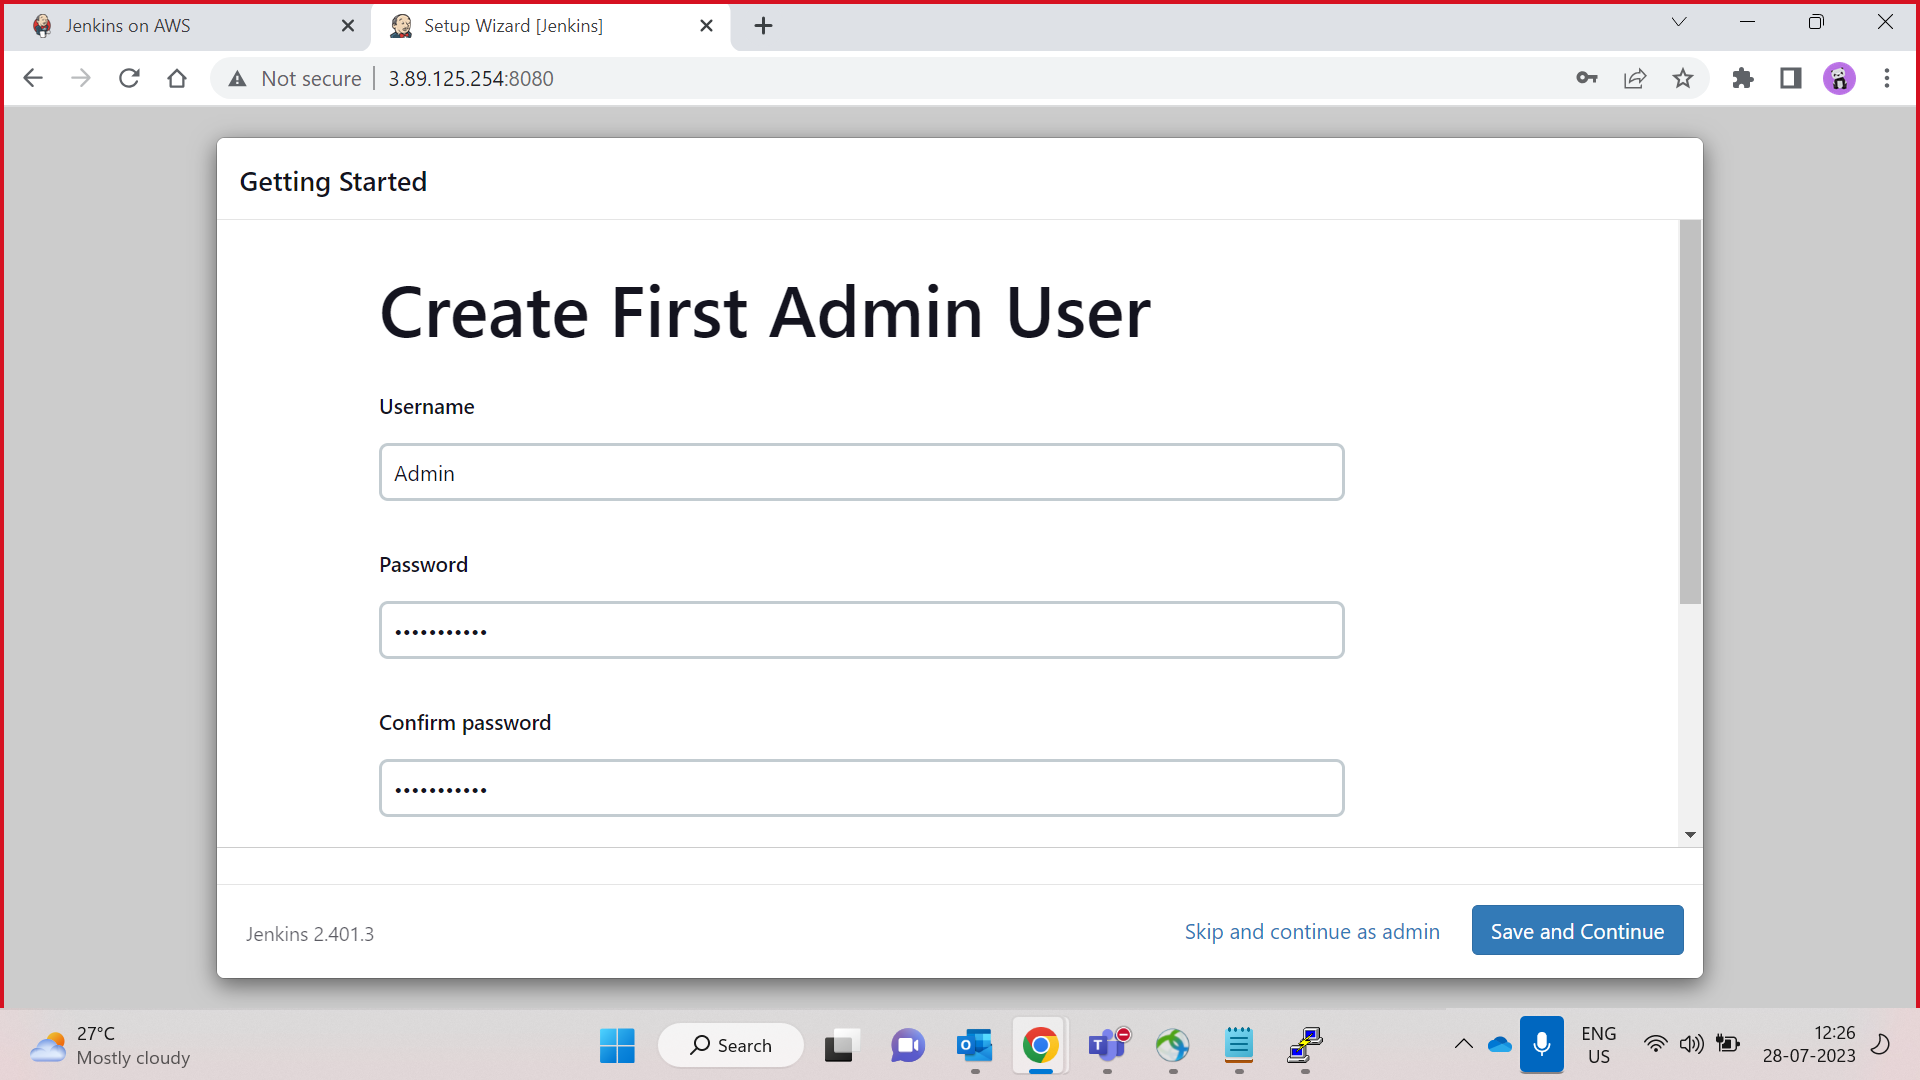 Jenkins on AWS
Setup Wizard [Jenkins]
Not secure
3.89.125.254:8080
Getting Started
Create First Admin User
Username
Admin
Password
•••••••••••
Confirm password
•••••••••••
Jenkins 2.401.3
Skip and continue as admin
Save and Continue
27°C
Mostly cloudy
Search
ENG
US
12:26
28-07-2023